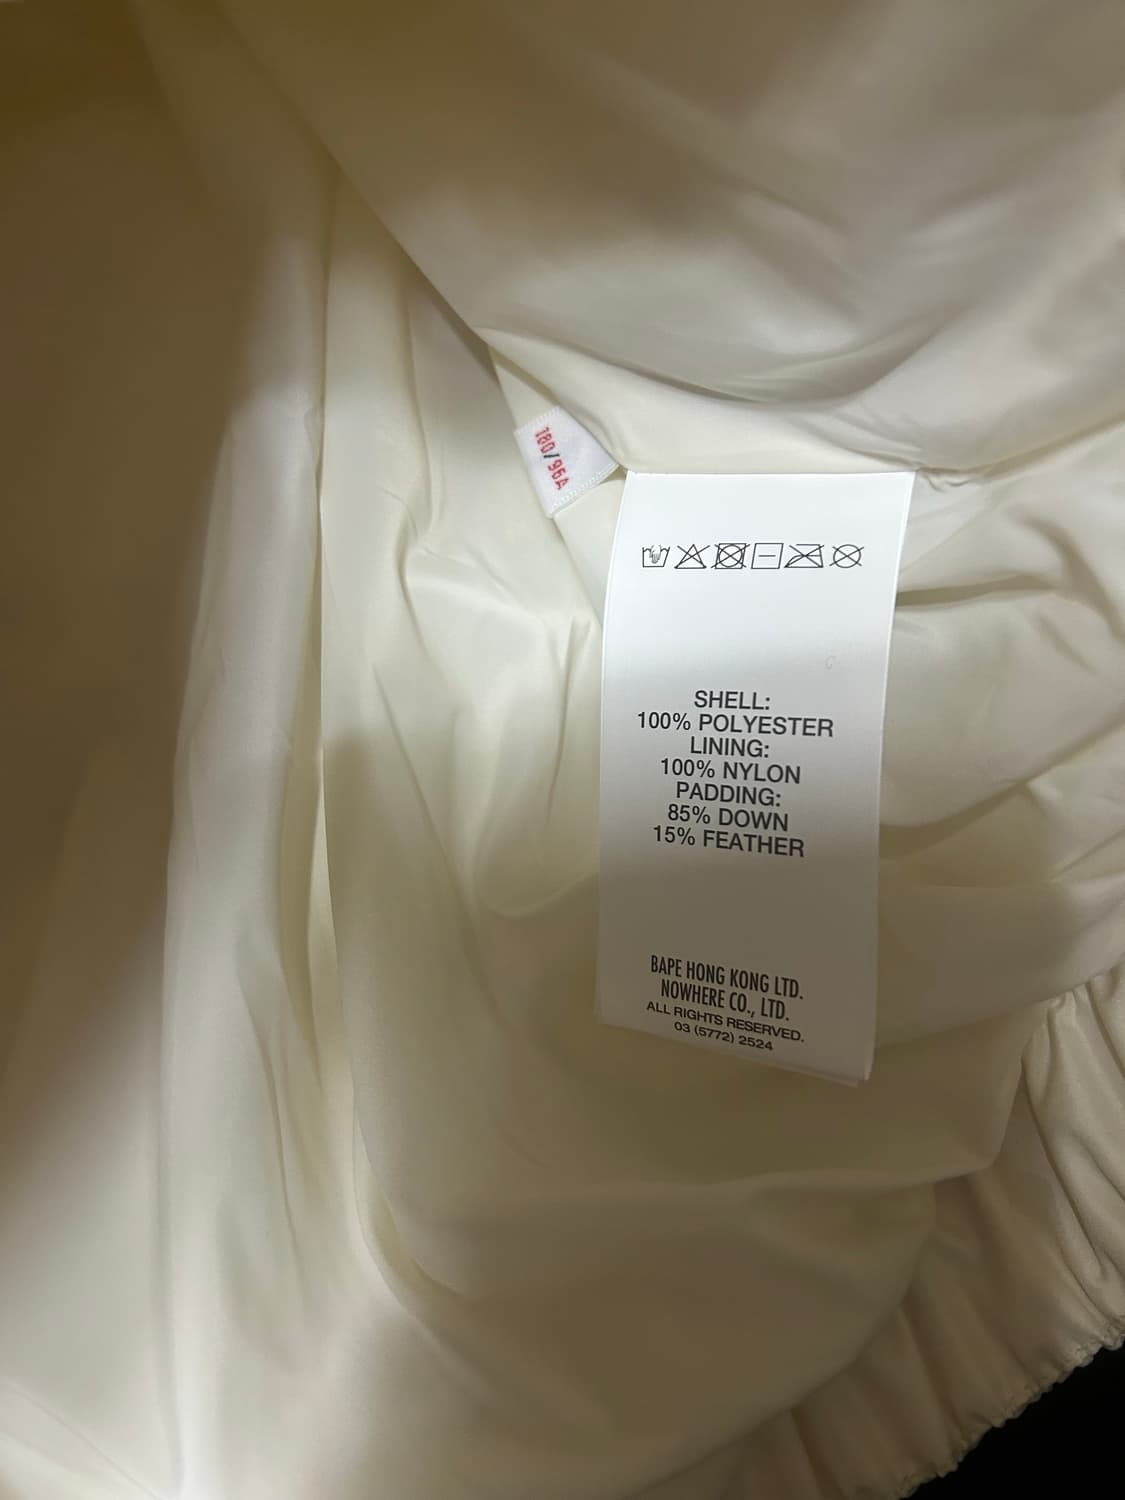 180/96A
SHELL:
100% POLYESTER
LINING:
100% NYLON
PADDING:
85% DOWN
15% FEATHER
BAPE HONG KONG LTD.
NOWHERE CO., LTD.
ALL RIGHTS RESERVED.
03 (5772) 2524